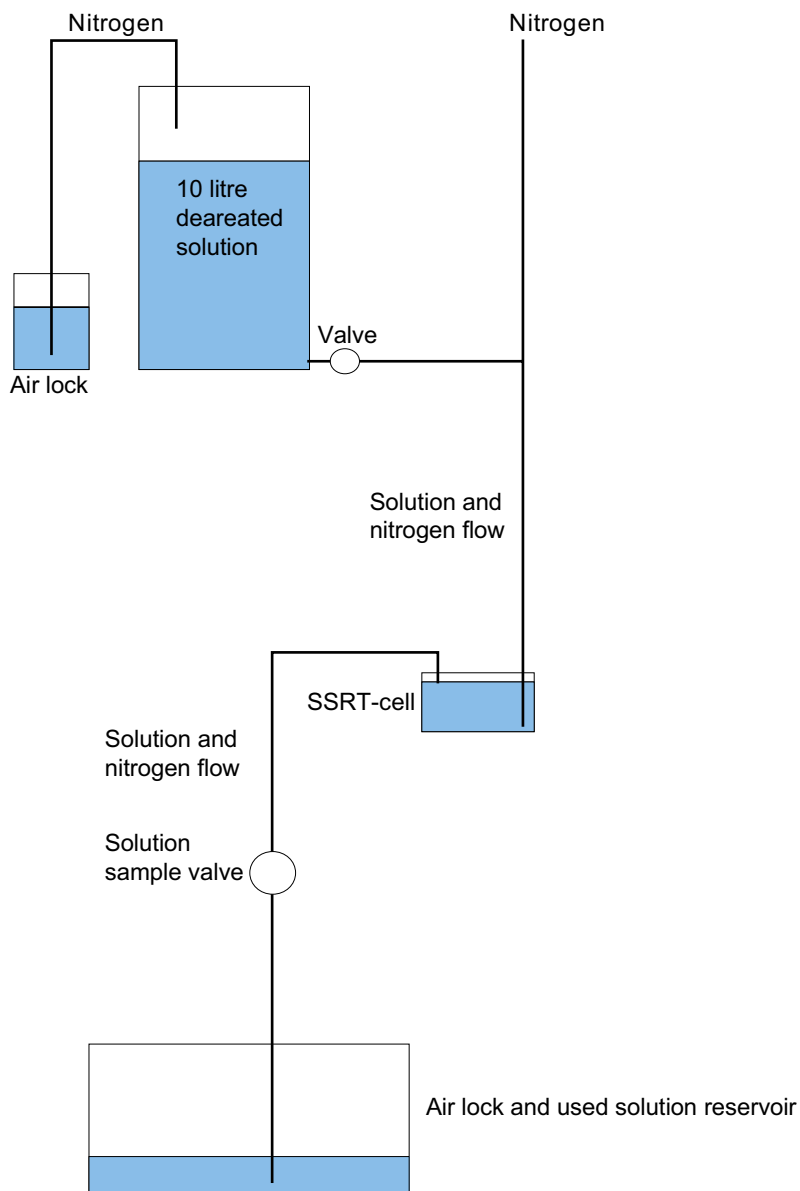 Nitrogen
Nitrogen
10 litre
deareated
solution
Valve
Air lock
Solution and
nitrogen flow
SSRT-cell
Solution and
nitrogen flow
Solution
sample valve
Air lock and used solution reservoir